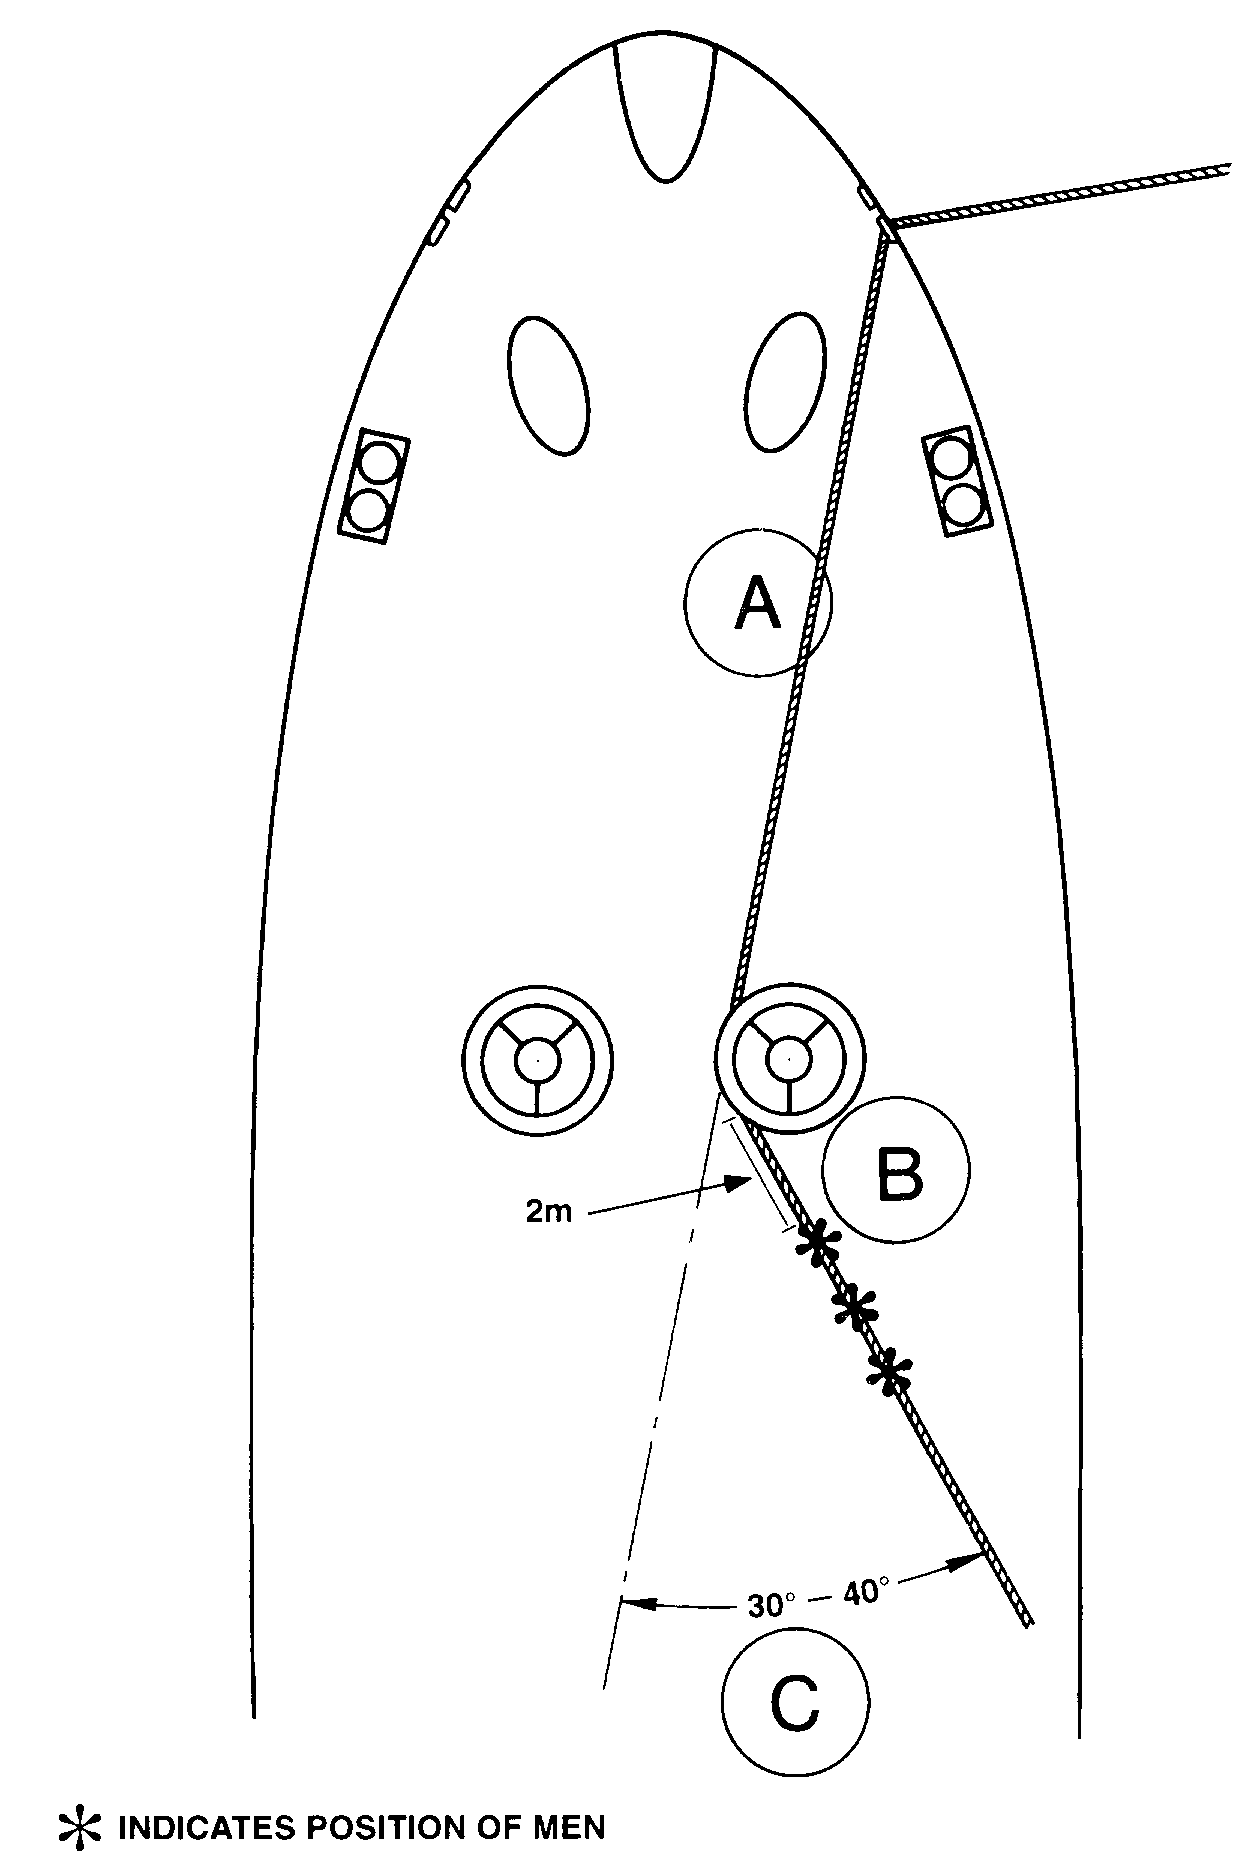 A
B
2m
30° – 40°
C
INDICATES POSITION OF MEN